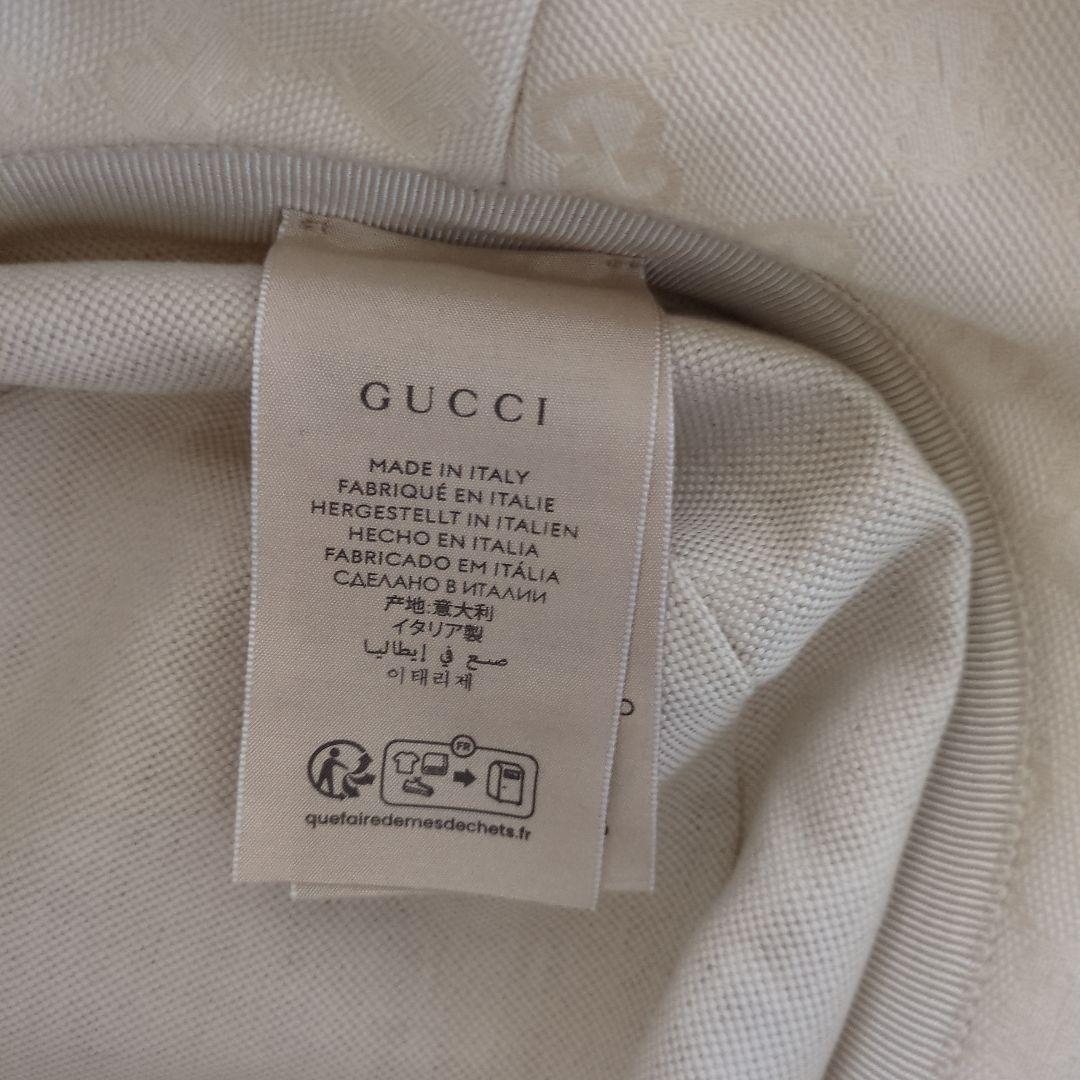 GUCCI
MADE IN ITALY
FABRIQUÉ EN ITALIE
HERGESTELLT IN ITALIEN
HECHO EN ITALIA
FABRICADO EM ITÁLIA
СДЕЛАНО В ИТАЛИИ
产地:意大利
イタリア製
صنع في إيطاليا
이태리제
FR
quefairedemesdechets.fr